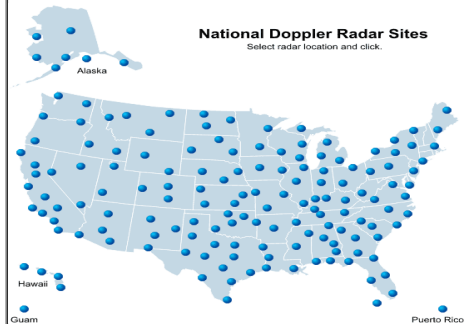 National Doppler Radar Sites
Select radar location and click.
Alaska
Hawaii
Guam
Puerto Rico